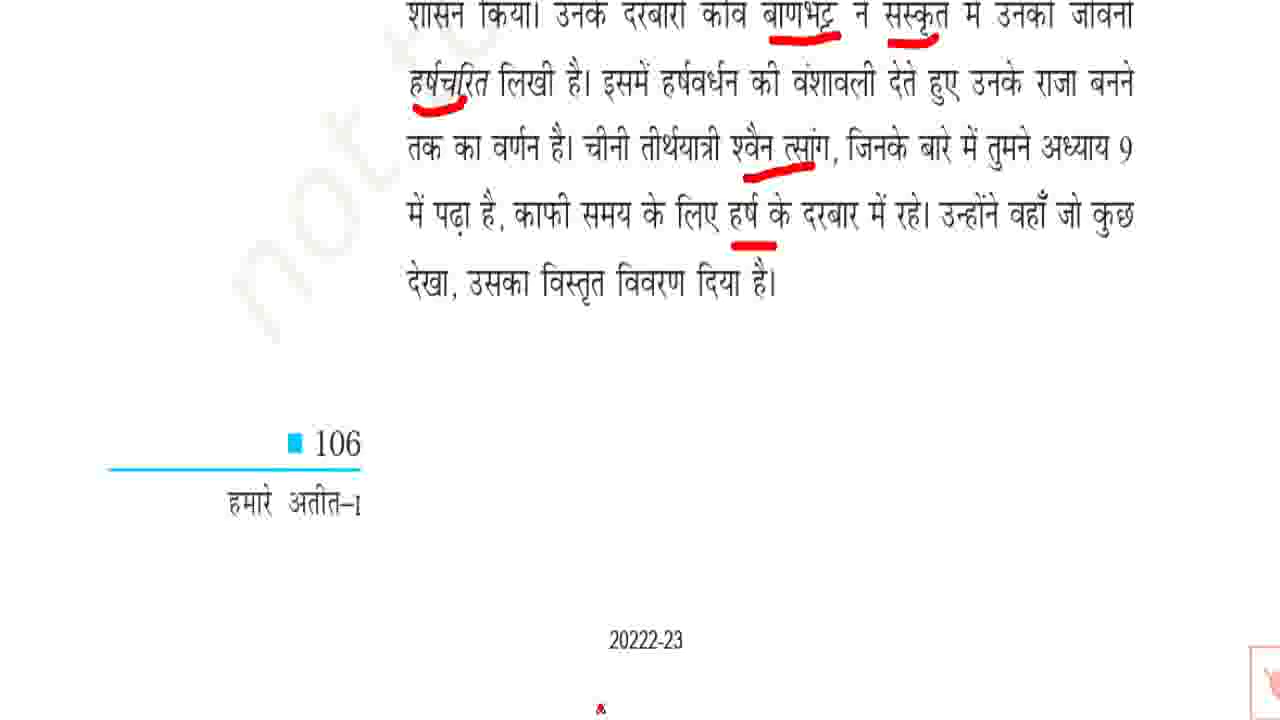 शासन किया। उनके दरबारी कवि बाणभट्ट ने संस्कृत में उनकी जीवनी
हर्षचरित लिखी है। इसमें हर्षवर्धन की वंशावली देते हुए उनके राजा बनने
तक का वर्णन है। चीनी तीर्थयात्री श्वैन त्सांग, जिनके बारे में तुमने अध्याय 9
में पढ़ा है, काफी समय के लिए हर्ष के दरबार में रहे। उन्होंने वहाँ जो कुछ
देखा, उसका विस्तृत विवरण दिया है।
not
106
हमारे अतीत–I
20222-23